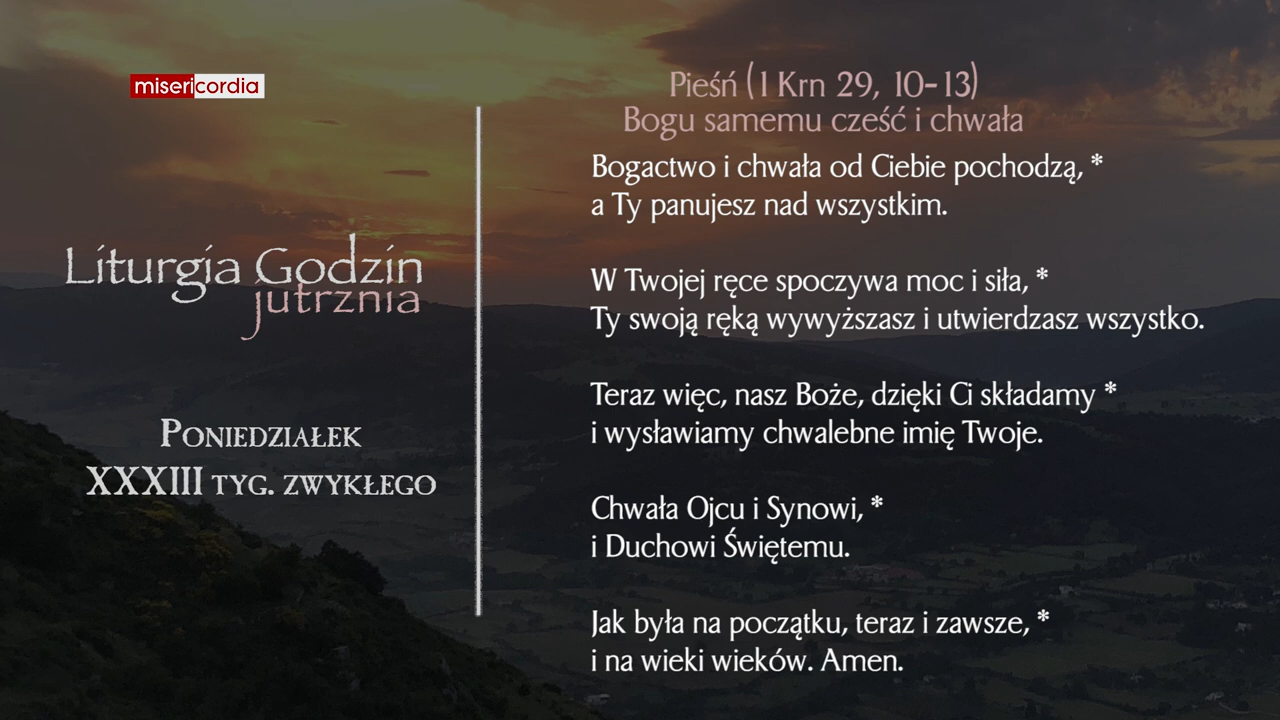 misericordia
Liturgia Godzin
jutrznia
Poniedziałek
XXXIII tyg. zwykłego
Pieśń (1 Krn 29, 10-13)
Bogu samemu cześć i chwała
Bogactwo i chwała od Ciebie pochodzą, *
a Ty panujesz nad wszystkim.
W Twojej ręce spoczywa moc i siła, *
Ty swoją ręką wywyższasz i utwierdzasz wszystko.
Teraz więc, nasz Boże, dzięki Ci składamy *
i wysławiamy chwalebne imię Twoje.
Chwała Ojcu i Synowi, *
i Duchowi Świętemu.
Jak była na początku, teraz i zawsze, *
i na wieki wieków. Amen.